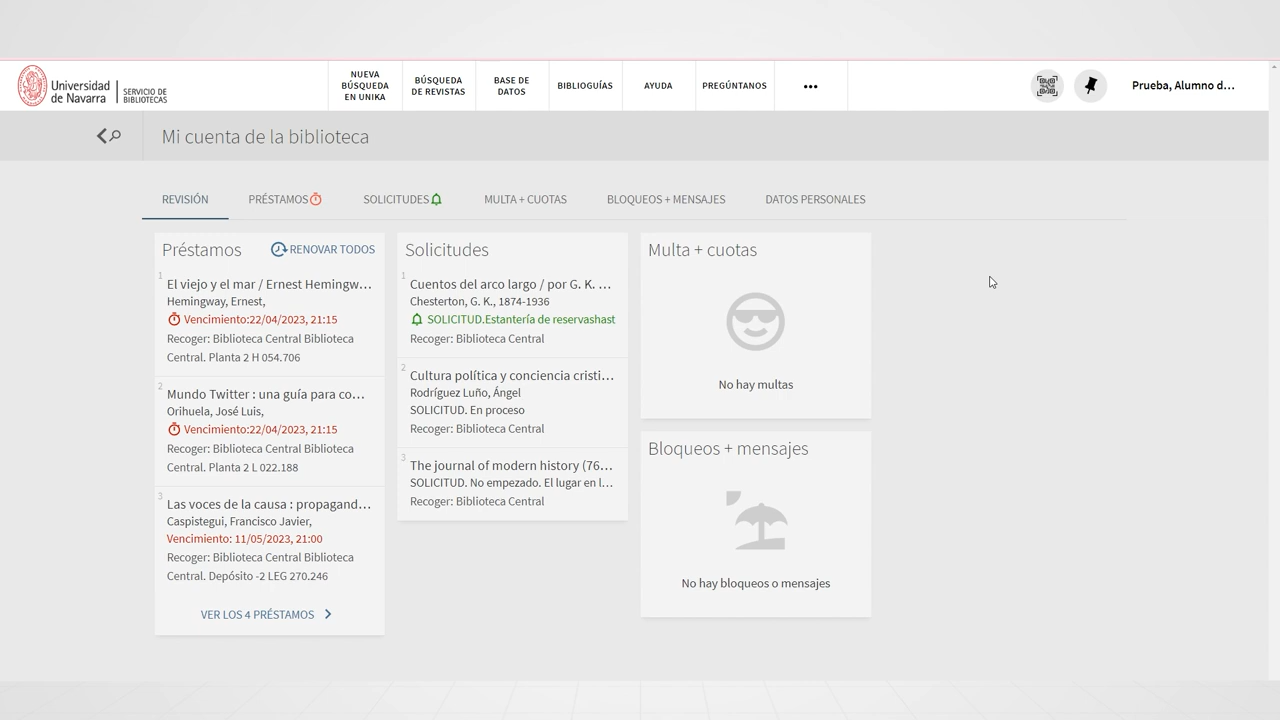 Universidad
de Navarra
SERVICIO DE
BIBLIOTECAS
NUEVA
BÚSQUEDA
EN UNIKA
BÚSQUEDA
DE REVISTAS
BASE DE
DATOS
BIBLIOGUÍAS
AYUDA
PREGÚNTANOS
•••
Prueba, Alumno d...
Mi cuenta de la biblioteca
REVISIÓN
PRÉSTAMOS
SOLICITUDES
MULTA + CUOTAS
BLOQUEOS + MENSAJES
DATOS PERSONALES
Préstamos
RENOVAR TODOS
1
El viejo y el mar / Ernest Hemingw...
Hemingway, Ernest,
Vencimiento:22/04/2023, 21:15
Recoger: Biblioteca Central Biblioteca
Central. Planta 2 H 054.706
2
Mundo Twitter : una guía para co...
Orihuela, José Luis,
Vencimiento:22/04/2023, 21:15
Recoger: Biblioteca Central Biblioteca
Central. Planta 2 L 022.188
3
Las voces de la causa : propagand...
Caspistegui, Francisco Javier,
Vencimiento: 11/05/2023, 21:00
Recoger: Biblioteca Central Biblioteca
Central. Depósito -2 LEG 270.246
VER LOS 4 PRÉSTAMOS
Solicitudes
1
Cuentos del arco largo / por G. K. ...
Chesterton, G. K., 1874-1936
SOLICITUD.Estantería de reservashast
Recoger: Biblioteca Central
2
Cultura política y conciencia cristi...
Rodríguez Luño, Ángel
SOLICITUD. En proceso
Recoger: Biblioteca Central
3
The journal of modern history (76...
SOLICITUD. No empezado. El lugar en l...
Recoger: Biblioteca Central
Multa + cuotas
No hay multas
Bloqueos + mensajes
No hay bloqueos o mensajes